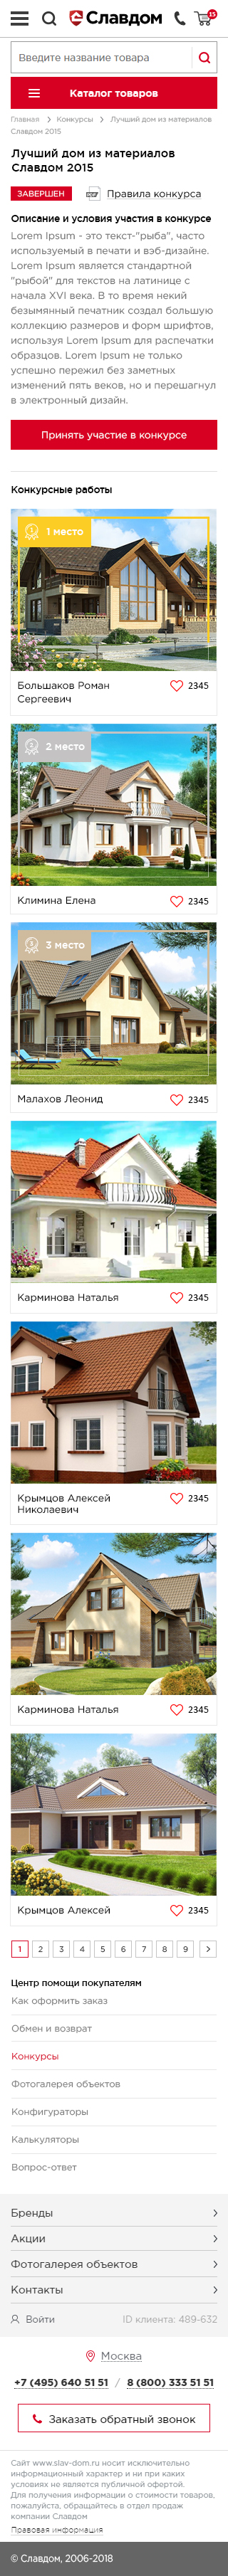 Славдом
15
Введите название товара
Каталог товаров
Главная > Конкурсы > Лучший дом из материалов
Славдом 2015
Лучший дом из материалов
Славдом 2015
ЗАВЕРШЕН
PDF
Правила конкурса
Описание и условия участия в конкурсе
Lorem Ipsum - это текст-"рыба", часто
используемый в печати и вэб-дизайне.
Lorem Ipsum является стандартной
"рыбой" для текстов на латинице с
начала XVI века. В то время некий
безымянный печатник создал большую
коллекцию размеров и форм шрифтов,
используя Lorem Ipsum для распечатки
образцов. Lorem Ipsum не только
успешно пережил без заметных
изменений пять веков, но и перешагнул
в электронный дизайн.
Принять участие в конкурсе
Конкурсные работы
1 место
Большаков Роман
Сергеевич
2345
2 место
Климина Елена
2345
3 место
Малахов Леонид
2345
Карминова Наталья
2345
Крымцов Алексей
Николаевич
2345
Карминова Наталья
2345
Крымцов Алексей
2345
1 2 3 4 5 6 7 8 9 >
Центр помощи покупателям
Как оформить заказ
Обмен и возврат
Конкурсы
Фотогалерея объектов
Конфигураторы
Калькуляторы
Вопрос-ответ
Бренды
Акции
Фотогалерея объектов
Контакты
Войти
ID клиента: 489-632
Москва
+7 (495) 640 51 51 / 8 (800) 333 51 51
Заказать обратный звонок
Сайт www.slav-dom.ru носит исключительно
информационный характер и ни при каких
условиях не является публичной офертой.
Для получения информации о стоимости товаров,
пожалуйста, обращайтесь в отдел продаж
компании Славдом
Правовая информация
© Славдом, 2006-2018